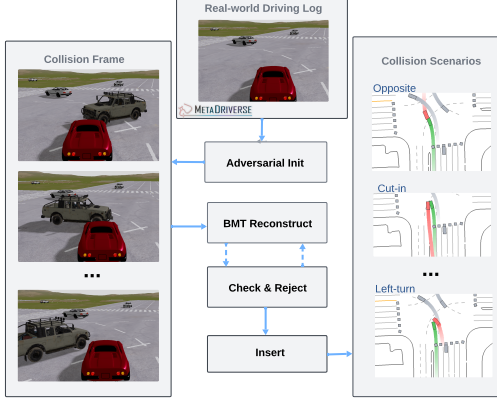 Real-world Driving Log
METADRIVERSE
Collision Frame
...
Adversarial Init
BMT Reconstruct
Check & Reject
Insert
Collision Scenarios
Opposite
Cut-in
...
Left-turn